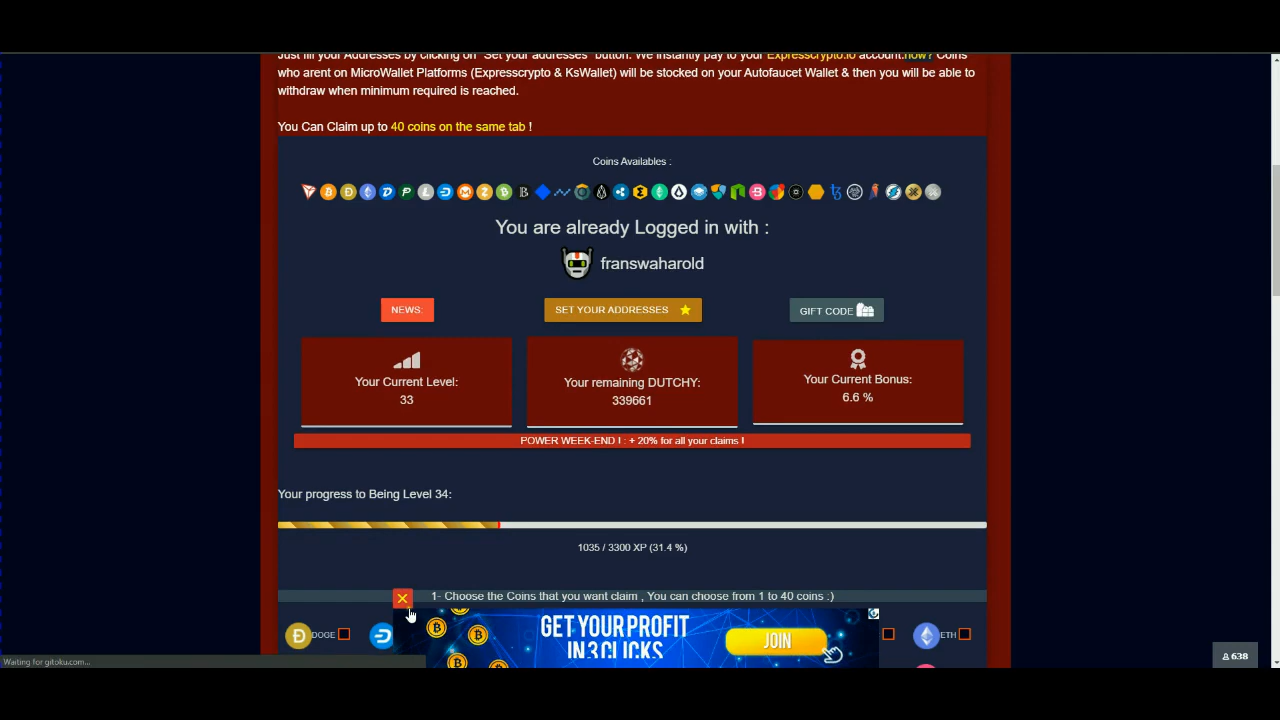 Just fill your Addresses by clicking on "Set your addresses" button. We instantly pay to your Expresscrypto.io account.now? Coins
who arent on MicroWallet Platforms (Expresscrypto & KsWallet) will be stocked on your Autofaucet Wallet & then you will be able to
withdraw when minimum required is reached.
You Can Claim up to 40 coins on the same tab !
Coins Availables :
You are already Logged in with :
franswaharold
NEWS: SET YOUR ADDRESSES GIFT CODE
Your Current Level:
33
Your remaining DUTCHY:
339661
Your Current Bonus:
6.6 %
POWER WEEK-END ! : + 20% for all your claims !
Your progress to Being Level 34:
1035 / 3300 XP (31.4 %)
1- Choose the Coins that you want claim , You can choose from 1 to 40 coins :)
DOGE
GET YOUR PROFIT
IN 3 CLICKS
JOIN
ETH
Waiting for gitoku.com...
638